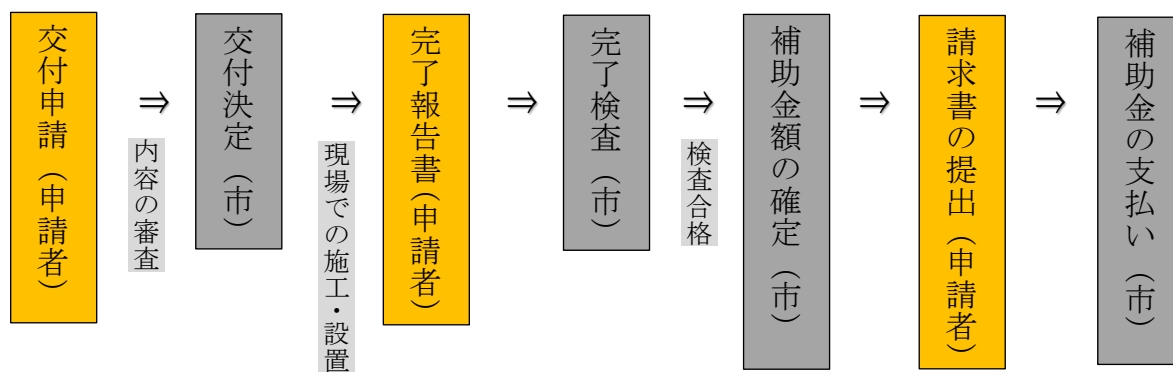 交付申請（申請者）
⇒
内容の審査
交付決定（市）
⇒
現場での施工・設置
完了報告書（申請者）
⇒
完了検査（市）
⇒
検査合格
補助金額の確定（市）
⇒
請求書の提出（申請者）
⇒
補助金の支払い（市）